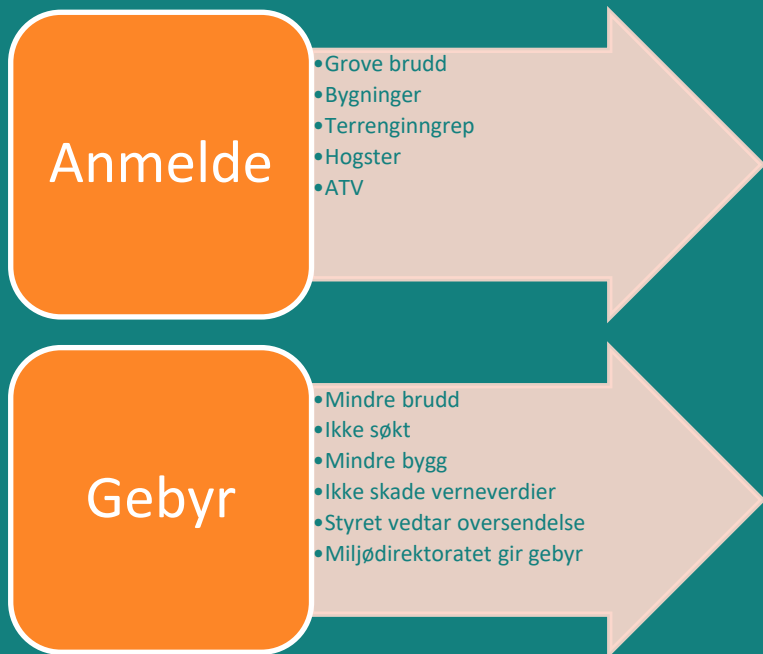 Anmelde
•Grove brudd
•Bygninger
•Terrenginngrep
•Hogster
•ATV
Gebyr
•Mindre brudd
•Ikke søkt
•Mindre bygg
•Ikke skade verneverdier
•Styret vedtar oversendelse
•Miljødirektoratet gir gebyr